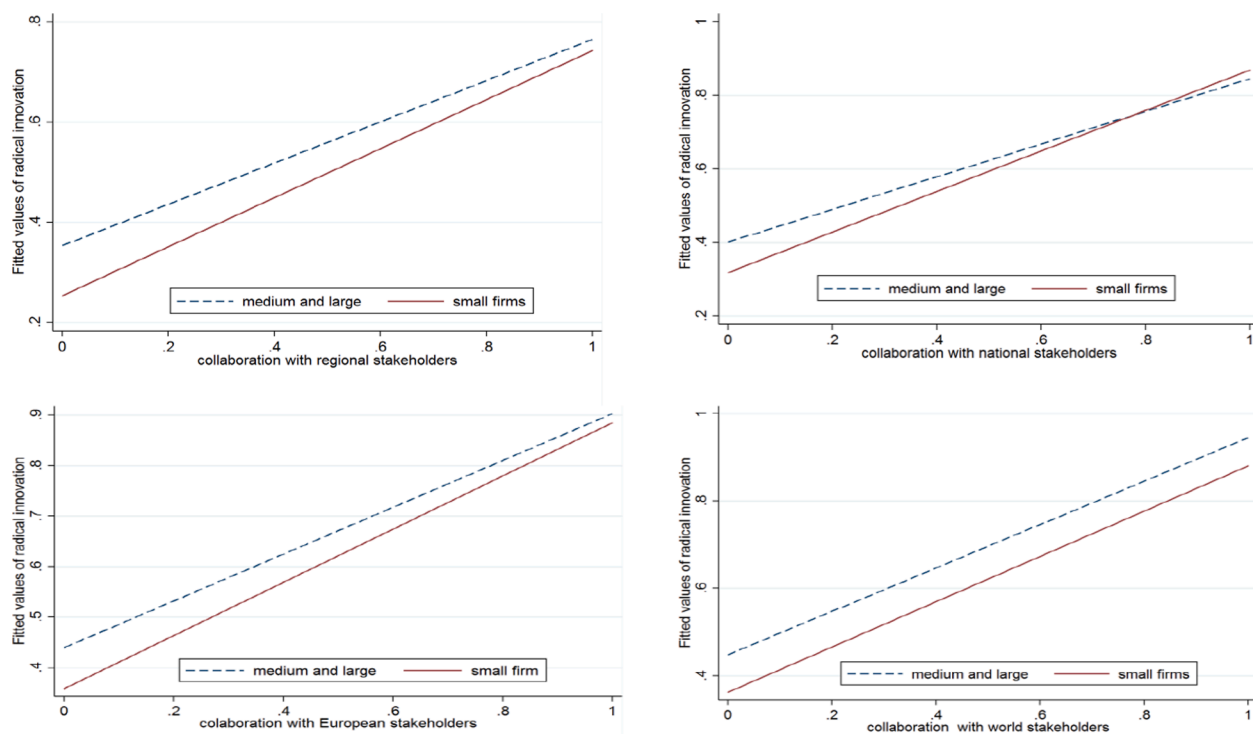 .8
.6
.4
.2
Fitted values of radical innovation
medium and large small firms
0 .2 .4 .6 .8 1
collaboration with regional stakeholders
1
.8
.6
.4
.2
Fitted values of radical innovation
medium and large small firms
0 .2 .4 .6 .8 1
collaboration with national stakeholders
.9
.8
.7
.6
.5
.4
Fitted values of radical innovation
medium and large small firm
0 .2 .4 .6 .8 1
colaboration with European stakeholders
1
.8
.6
.4
Fitted values of radical innovation
medium and large small firms
0 .2 .4 .6 .8 1
collaboration with world stakeholders